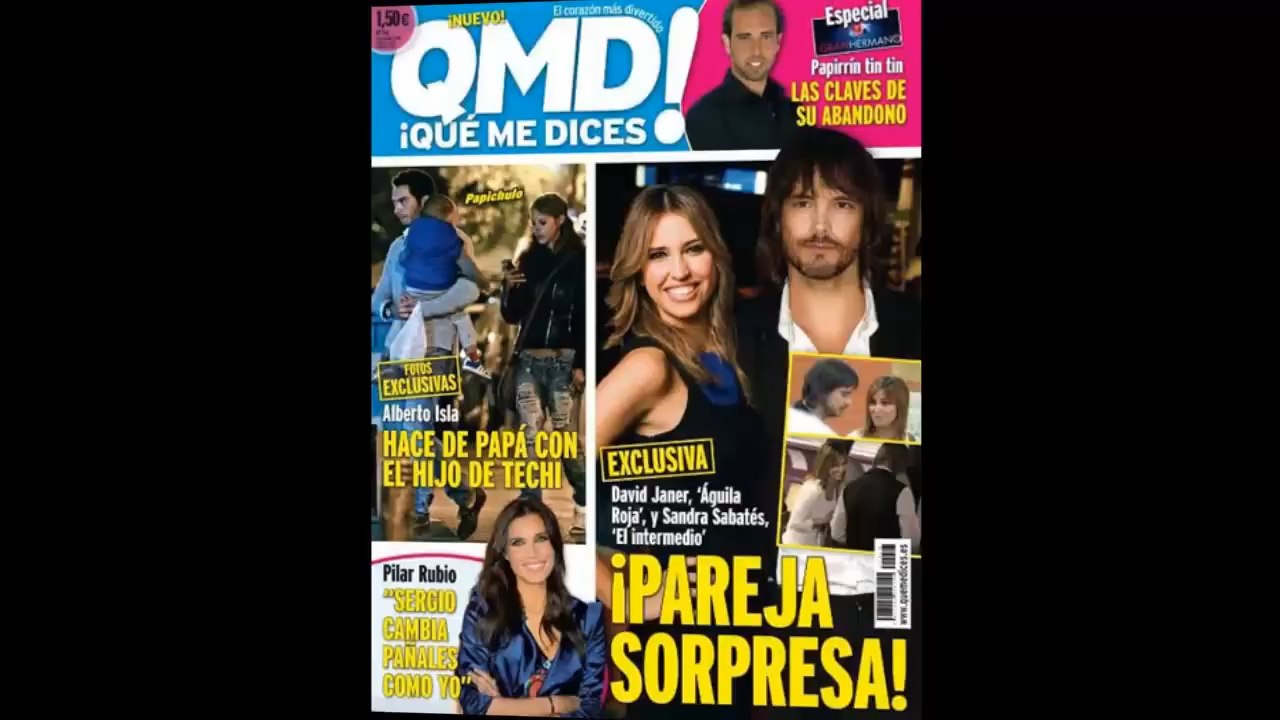 1,50€
¡NUEVO!
El corazón más divertido
QMD!
¡QUÉ ME DICES
Especial
GRAN HERMANO
Papirrín tin tin
LAS CLAVES DE
SU ABANDONO
Papichulo
FOTOS
EXCLUSIVAS
Alberto Isla
HACE DE PAPÁ CON
EL HIJO DE TECHI
EXCLUSIVA
David Janer, ‘Águila
Roja’, y Sandra Sabatés,
‘El intermedio’
¡PAREJA
SORPRESA!
www.quemedices.es
Pilar Rubio
"SERGIO
CAMBIA
PAÑALES
COMO YO"